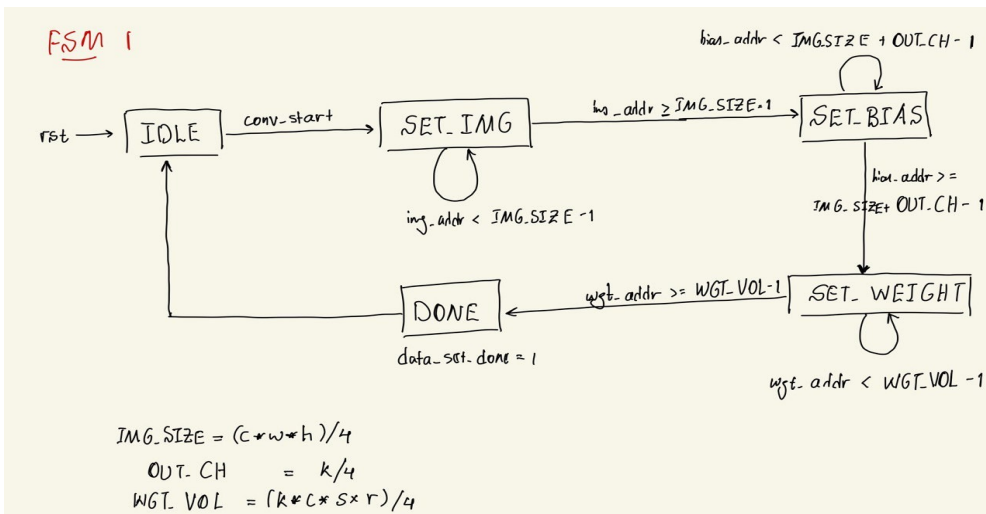 FSM 1
bias_addr < IMG_SIZE + OUT_CH - 1
rst
IDLE
conv_start
SET_IMG
≥ IMG_SIZE-1
SET_BIAS
img_addr < IMG_SIZE -1
bias_addr >=
IMG_SIZE+ OUT_CH - 1
DONE
wgt_addr >= WGT_VOL-1
SET_WEIGHT
data_set_done = 1
wgt_addr < WGT_VOL -1
IMG_SIZE = (c*w*h)/4
OUT_CH = k/4
WGT_VOL = (k*c*s*r)/4